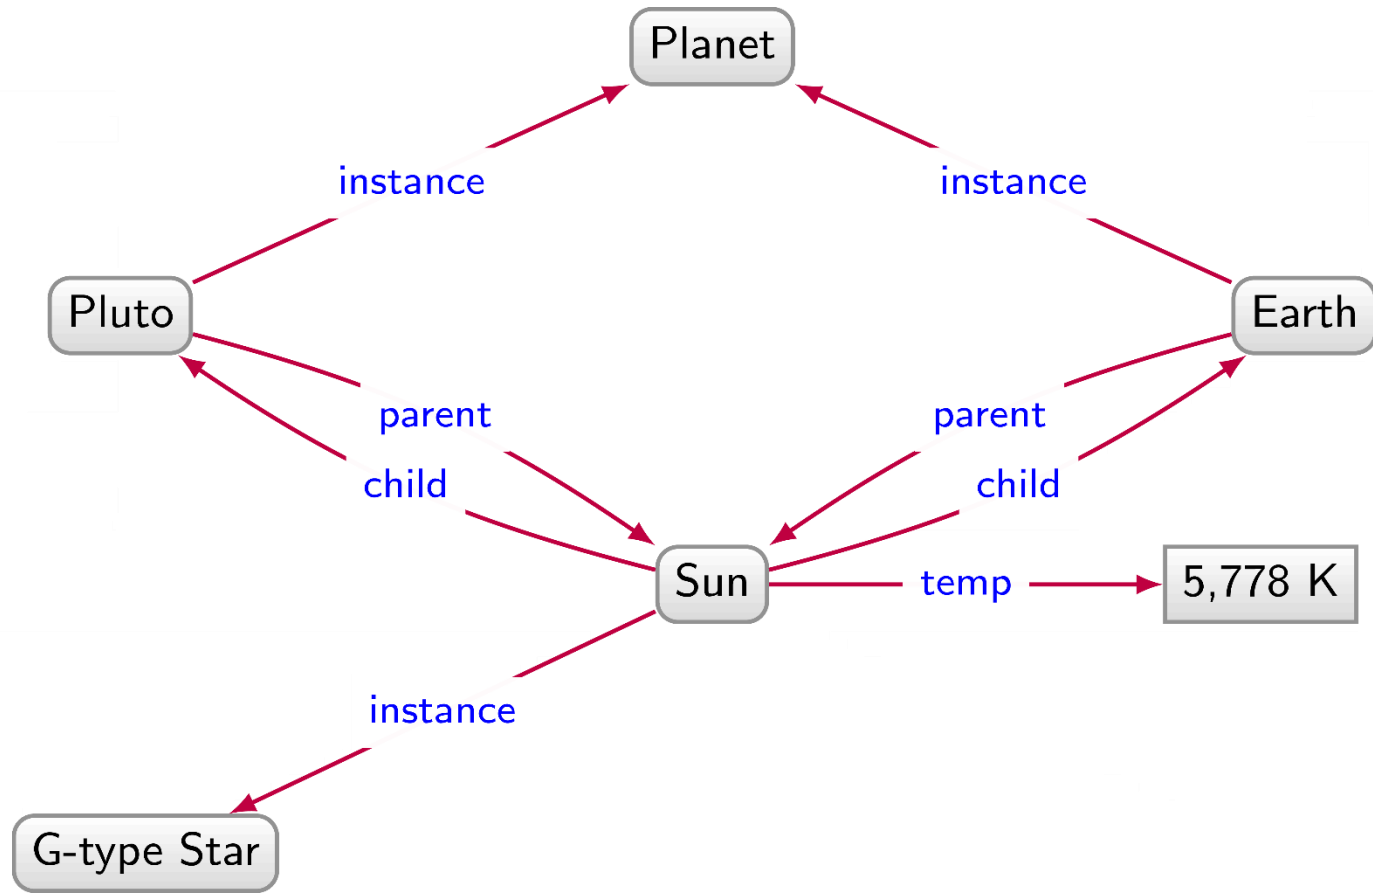 Planet
instance
instance
Pluto
Earth
parent
parent
child
child
Sun
temp
5,778 K
instance
G-type Star